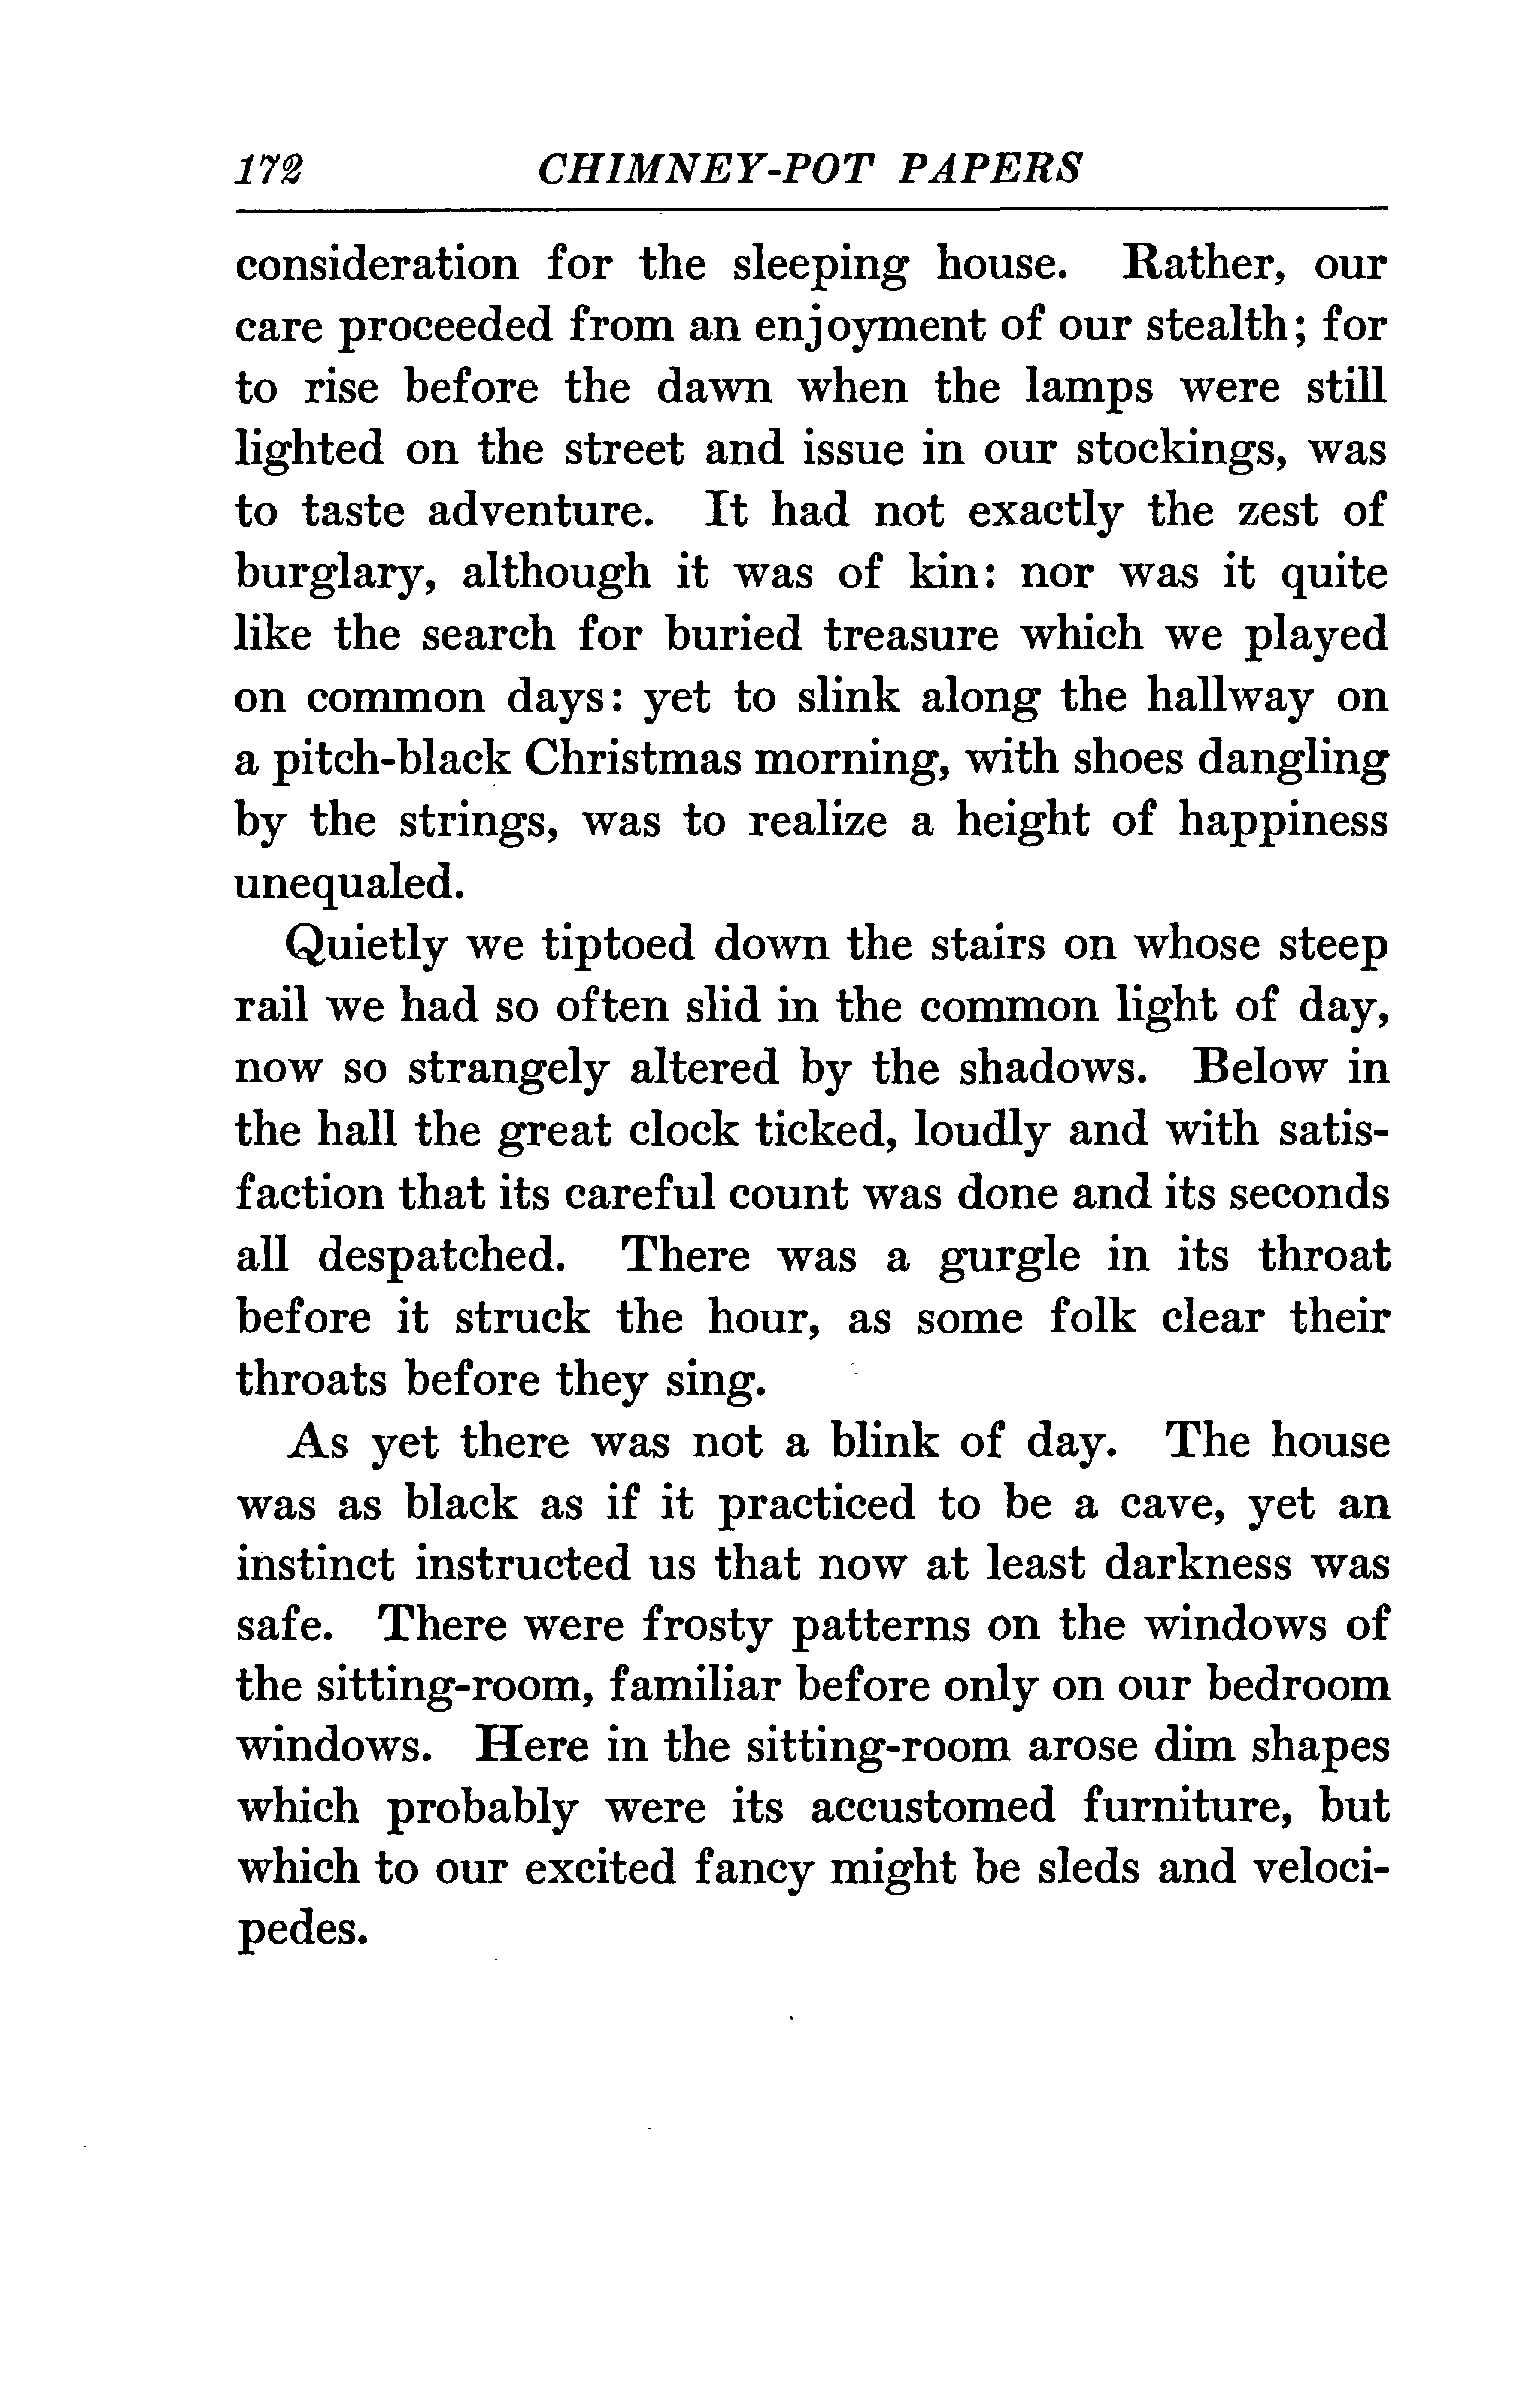 172 CHIMNEY-POT PAPERS
consideration for the sleeping house. Rather, our
care proceeded from an enjoyment of our stealth; for
to rise before the dawn when the lamps were still
lighted on the street and issue in our stockings, was
to taste adventure. It had not exactly the zest of
burglary, although it was of kin: nor was it quite
like the search for buried treasure which we played
on common days: yet to slink along the hallway on
a pitch-black Christmas morning, with shoes dangling
by the strings, was to realize a height of happiness
unequaled.
Quietly we tiptoed down the stairs on whose steep
rail we had so often slid in the common light of day,
now so strangely altered by the shadows. Below in
the hall the great clock ticked, loudly and with satis-
faction that its careful count was done and its seconds
all despatched. There was a gurgle in its throat
before it struck the hour, as some folk clear their
throats before they sing.
As yet there was not a blink of day. The house
was as black as if it practiced to be a cave, yet an
instinct instructed us that now at least darkness was
safe. There were frosty patterns on the windows of
the sitting-room, familiar before only on our bedroom
windows. Here in the sitting-room arose dim shapes
which probably were its accustomed furniture, but
which to our excited fancy might be sleds and veloci-
pedes.